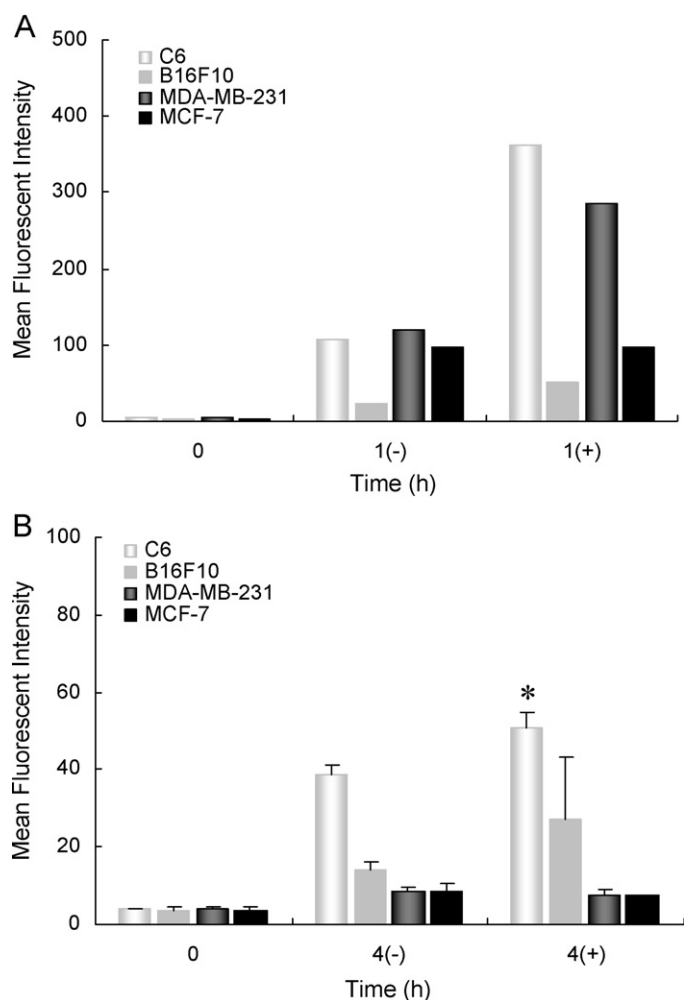 A
500
400
300
200
100
0
Mean Fluorescent Intensity
C6
B16F10
MDA-MB-231
MCF-7
0 1(-) 1(+)
Time (h)
B
100
80
60
40
20
0
Mean Fluorescent Intensity
C6
B16F10
MDA-MB-231
MCF-7
*
0 4(-) 4(+)
Time (h)